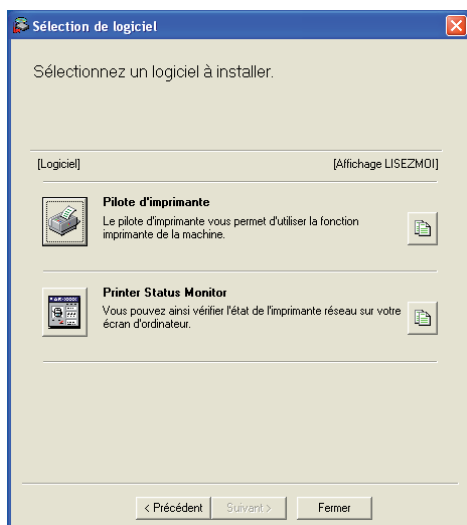 Sélection de logiciel
Sélectionnez un logiciel à installer.
[Logiciel] [Affichage LISEZMOI]
Pilote d'imprimante
Le pilote d'imprimante vous permet d'utiliser la fonction
imprimante de la machine.
Printer Status Monitor
Vous pouvez ainsi vérifier l'état de l'imprimante réseau sur votre
écran d'ordinateur.
< Précédent Suivant > Fermer